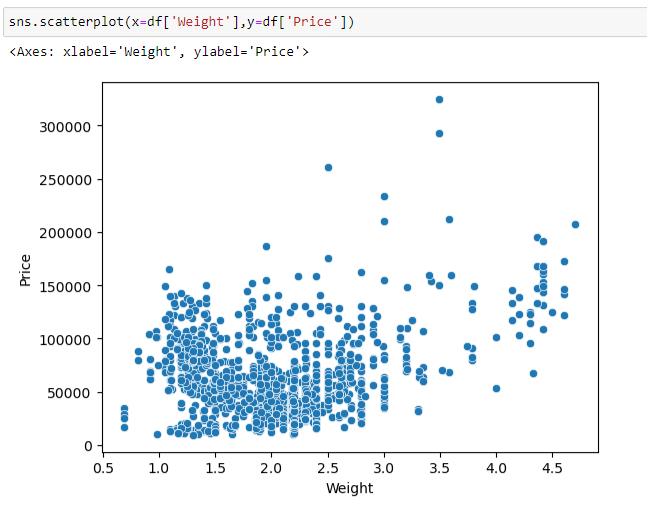 sns.scatterplot(x=df['Weight'],y=df['Price'])
<Axes: xlabel='Weight', ylabel='Price'>
300000
250000
200000
150000
100000
50000
0
Price
0.5 1.0 1.5 2.0 2.5 3.0 3.5 4.0 4.5
Weight